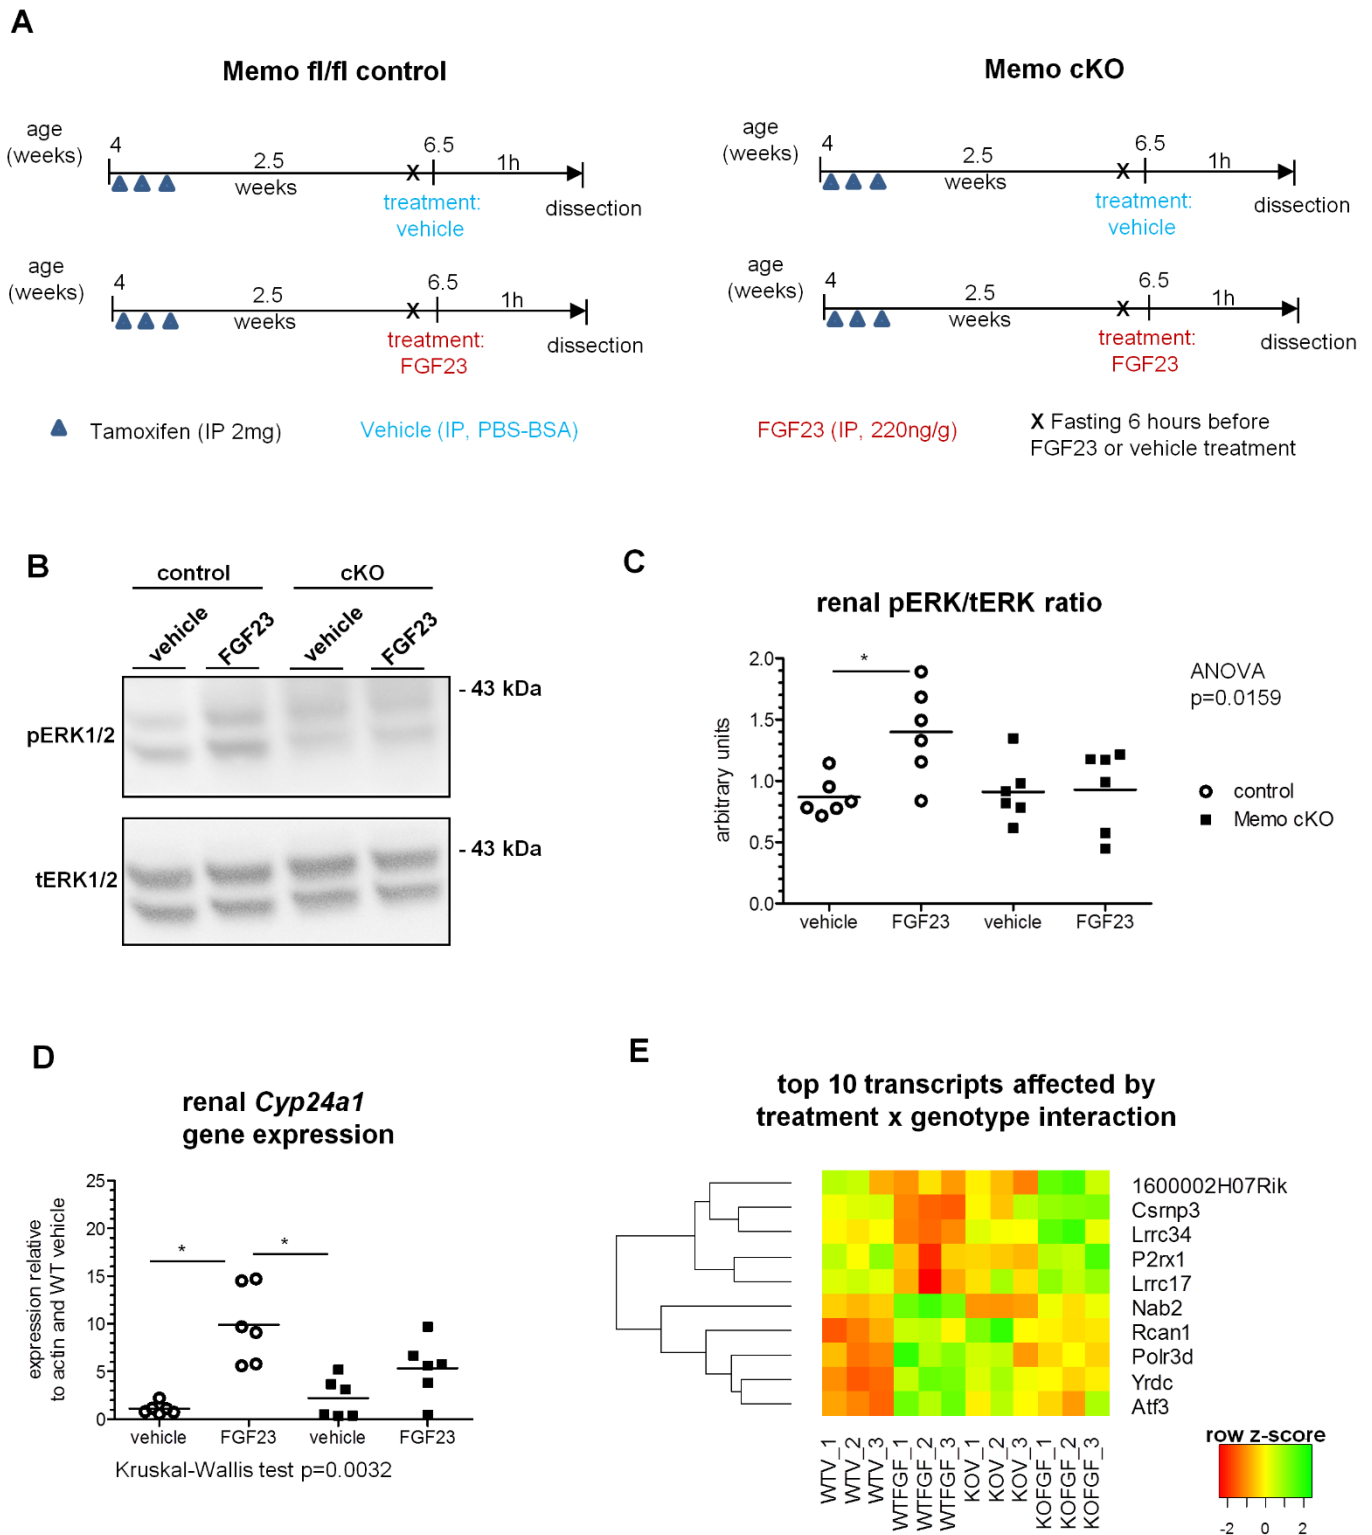 A
Memo fl/fl control
Memo cKO
age
(weeks)
4
2.5
weeks
X
6.5
1h
treatment:
vehicle
dissection
age
(weeks)
4
2.5
weeks
X
6.5
1h
treatment:
vehicle
dissection
age
(weeks)
4
2.5
weeks
X
6.5
1h
treatment:
FGF23
dissection
age
(weeks)
4
2.5
weeks
X
6.5
1h
treatment:
FGF23
dissection
Tamoxifen (IP 2mg)
Vehicle (IP, PBS-BSA)
FGF23 (IP, 220ng/g)
X Fasting 6 hours before
FGF23 or vehicle treatment
B
control
cKO
vehicle
FGF23
vehicle
FGF23
- 43 kDa
pERK1/2
- 43 kDa
tERK1/2
C
renal pERK/tERK ratio
arbitrary units
2.0
1.5
1.0
0.5
0.0
*
vehicle
FGF23
vehicle
FGF23
ANOVA
p=0.0159
control
Memo cKO
D
renal Cyp24a1
gene expression
expression relative
to actin and WT vehicle
25
20
15
10
5
0
*
*
vehicle
FGF23
vehicle
FGF23
Kruskal-Wallis test p=0.0032
E
top 10 transcripts affected by
treatment x genotype interaction
1600002H07Rik
Csrnp3
Lrrc34
P2rx1
Lrrc17
Nab2
Rcan1
Polr3d
Yrdc
Atf3
WTV_1
WTV_2
WTV_3
WTFGF_1
WTFGF_2
WTFGF_3
KOV_1
KOV_2
KOV_3
KOFGF_1
KOFGF_2
KOFGF_3
row z-score
-2 0 2